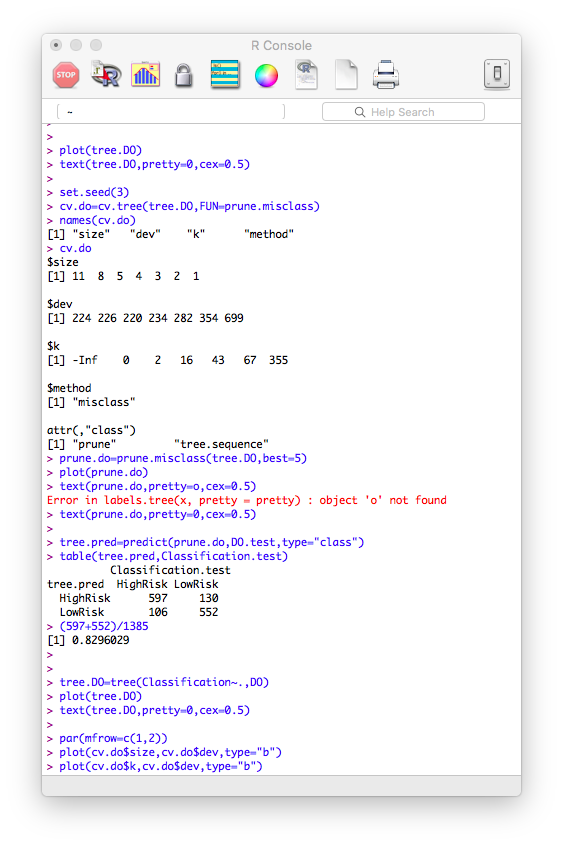 R Console
STOP
R
R
~
Help Search
>
>
> plot(tree.DO)
> text(tree.DO,pretty=0,cex=0.5)
>
> set.seed(3)
> cv.do=cv.tree(tree.DO,FUN=prune.misclass)
> names(cv.do)
[1] "size"   "dev"    "k"      "method"
> cv.do
$size
[1] 11  8  5  4  3  2  1

$dev
[1] 224 226 220 234 282 354 699

$k
[1] -Inf    0    2   16   43   67  355

$method
[1] "misclass"

attr(,"class")
[1] "prune"         "tree.sequence"
> prune.do=prune.misclass(tree.DO,best=5)
> plot(prune.do)
> text(prune.do,pretty=o,cex=0.5)
Error in labels.tree(x, pretty = pretty) : object 'o' not found
> text(prune.do,pretty=0,cex=0.5)
>
> tree.pred=predict(prune.do,DO.test,type="class")
> table(tree.pred,Classification.test)
          Classification.test
tree.pred  HighRisk LowRisk
  HighRisk      597     130
  LowRisk       106     552
> (597+552)/1385
[1] 0.8296029
>
>
> tree.DO=tree(Classification~.,DO)
> plot(tree.DO)
> text(tree.DO,pretty=0,cex=0.5)
>
> par(mfrow=c(1,2))
> plot(cv.do$size,cv.do$dev,type="b")
> plot(cv.do$k,cv.do$dev,type="b")